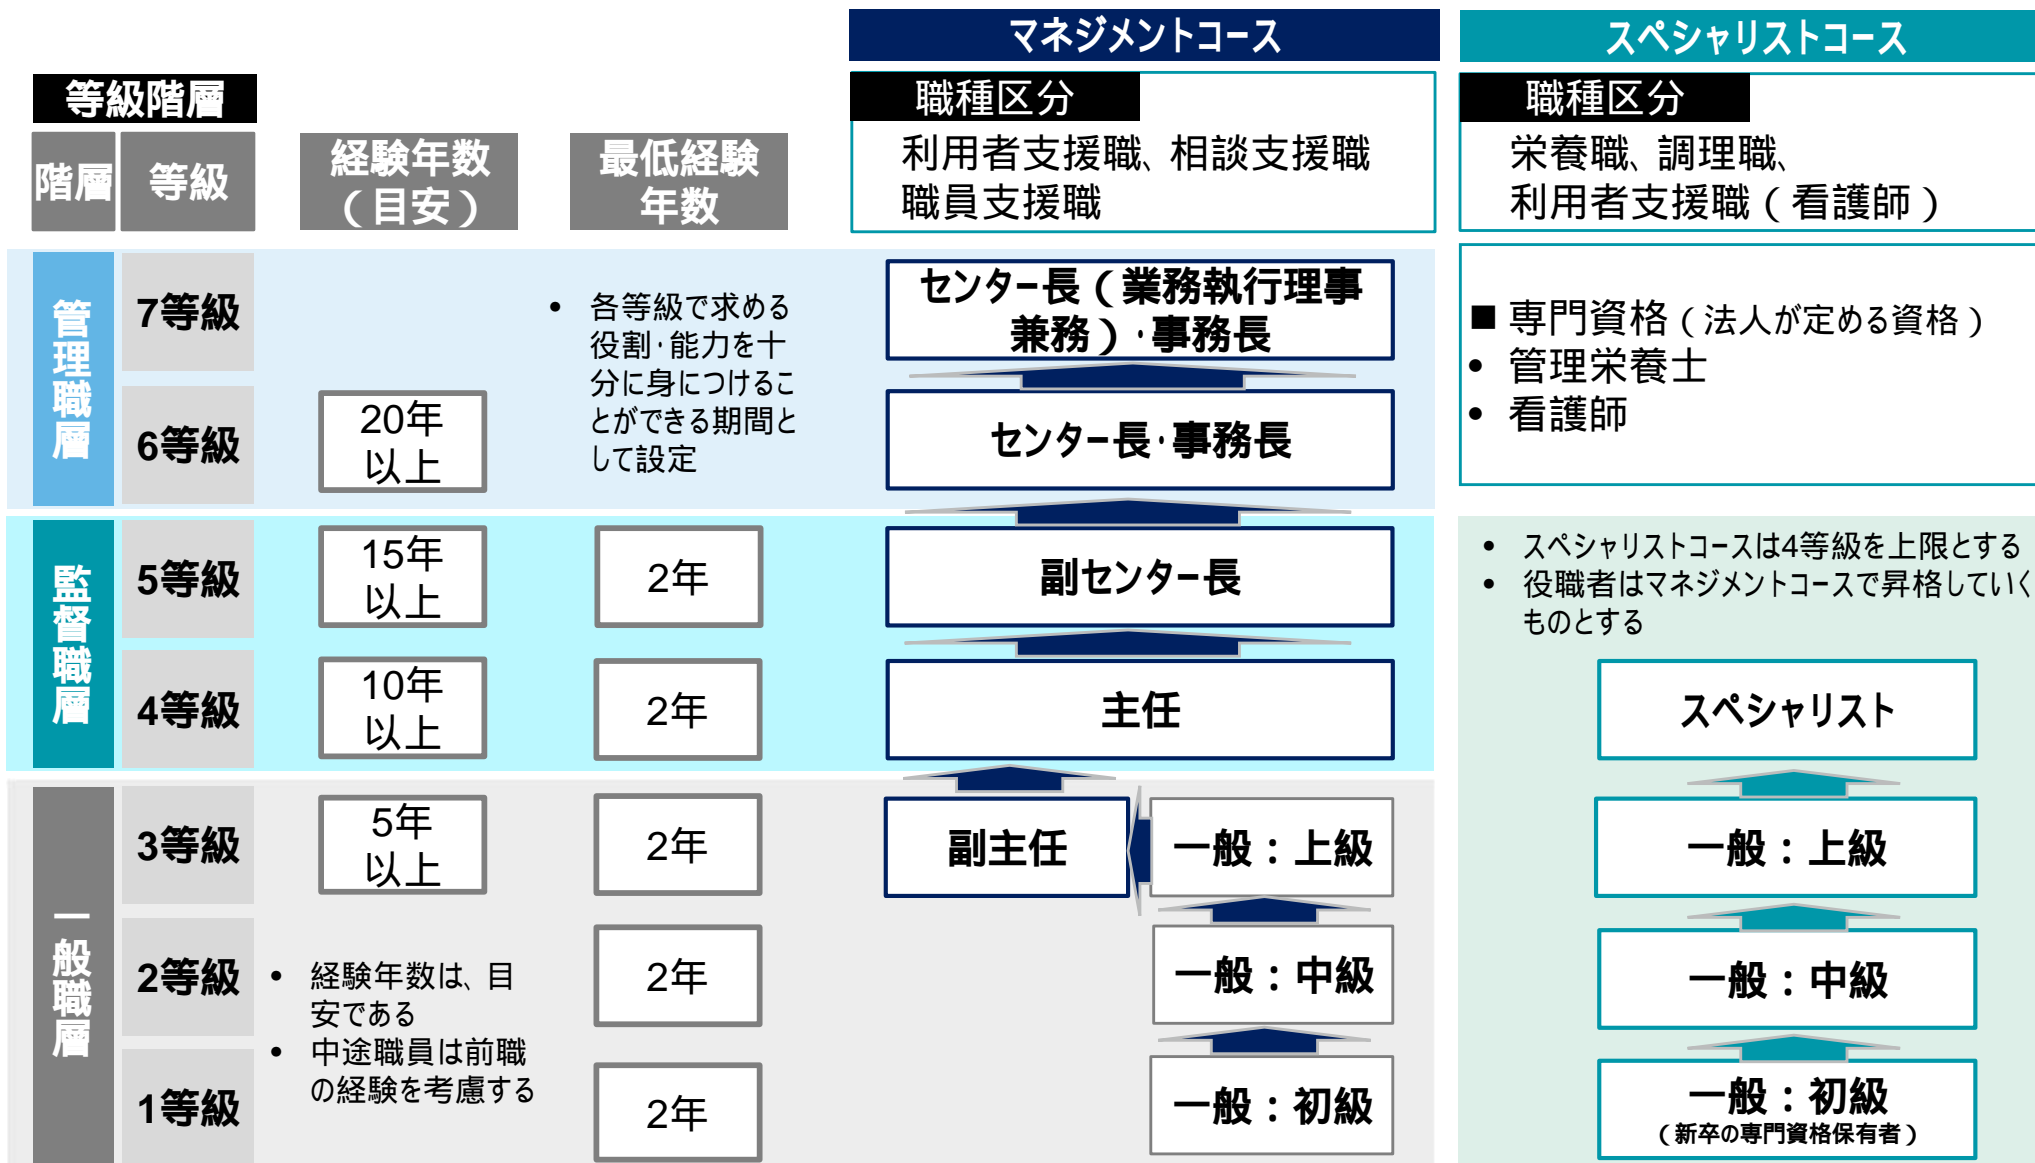 マネジメントコース
スペシャリストコース
等級階層
階層
等級
経験年数
（目安）
最低経験
年数
職種区分
利用者支援職、相談支援職
職員支援職
職種区分
栄養職、調理職、
利用者支援職（看護師）
管理職層
7等級
• 各等級で求める
役割・能力を十
分に身につけるこ
とができる期間と
して設定
センター長（業務執行理事
兼務）・事務長
■専門資格（法人が定める資格）
• 管理栄養士
• 看護師
6等級
20年
以上
センター長・事務長
監督職層
5等級
15年
以上
2年
副センター長
• スペシャリストコースは4等級を上限とする
• 役職者はマネジメントコースで昇格していく
ものとする
4等級
10年
以上
2年
主任
スペシャリスト
一般職層
3等級
5年
以上
2年
副主任
一般：上級
一般：上級
2等級
• 経験年数は、目
安である
• 中途職員は前職
の経験を考慮する
2年
一般：中級
一般：中級
1等級
2年
一般：初級
一般：初級
（新卒の専門資格保有者）